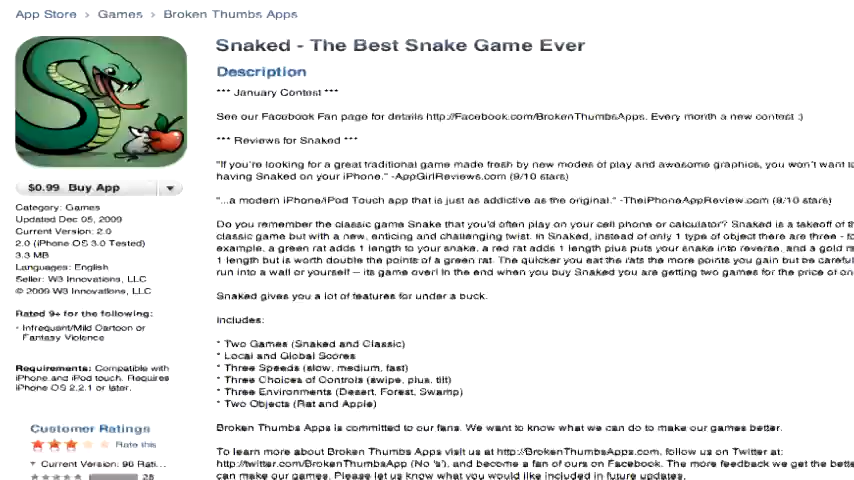 App Store > Games > Broken Thumbs Apps
Snaked - The Best Snake Game Ever
Description
*** January Contest ***
See our Facebook Fan page for details http://Facebook.com/BrokenThumbsApps. Every month a new contest :)
*** Reviews for Snaked ***
"If you're looking for a great traditional game made fresh by new modes of play and awesome graphics, you won't want
having Snaked on your iPhone." -AppGirlReviews.com (9/10 stars)
"...a modern iPhone/iPod Touch app that is just as addictive as the original." -TheiPhoneAppReview.com (8/10 stars)
Do you remember the classic game Snake that you'd often play on your cell phone or calculator? Snaked is a takeoff of
classic game but with a new, enticing and challenging twist. In Snaked, instead of only 1 type of object there are three -
example, a green rat adds 1 length to your snake, a red rat adds 1 length plus puts your snake into reverse, and a gold
1 length but is worth double the points of a green rat. The quicker you eat the rats the more points you gain but be careful
run into a wall or yourself -- its game over! In the end when you buy Snaked you are getting two games for the price of
Snaked gives you a lot of features for under a buck.
Includes:
* Two Games (Snaked and Classic)
* Local and Global Scores
* Three Speeds (slow, medium, fast)
* Three Choices of Controls (swipe, plus, tilt)
* Three Environments (Desert, Forest, Swamp)
* Two Objects (Rat and Apple)
Broken Thumbs Apps is committed to our fans. We want to know what we can do to make our games better.
To learn more about Broken Thumbs Apps visit us at http://BrokenThumbsApps.com, follow us on Twitter at:
http://twitter.com/BrokenThumbsApp (No 's'), and become a fan of ours on Facebook. The more feedback we get the
can make our games. Please let us know what you would like included in future updates.
$0.99 Buy App
Category: Games
Updated Dec 05, 2009
Current Version: 2.0
2.0 (iPhone OS 3.0 Tested)
3.3 MB
Languages: English
Seller: W3 Innovations, LLC
© 2009 W3 Innovations, LLC
Rated 9+ for the following:
• Infrequent/Mild Cartoon or
Fantasy Violence
Requirements: Compatible with
iPhone and iPod touch. Requires
iPhone OS 2.2.1 or later.
Customer Ratings
Rate this
Current Version: 90 Rati...
28